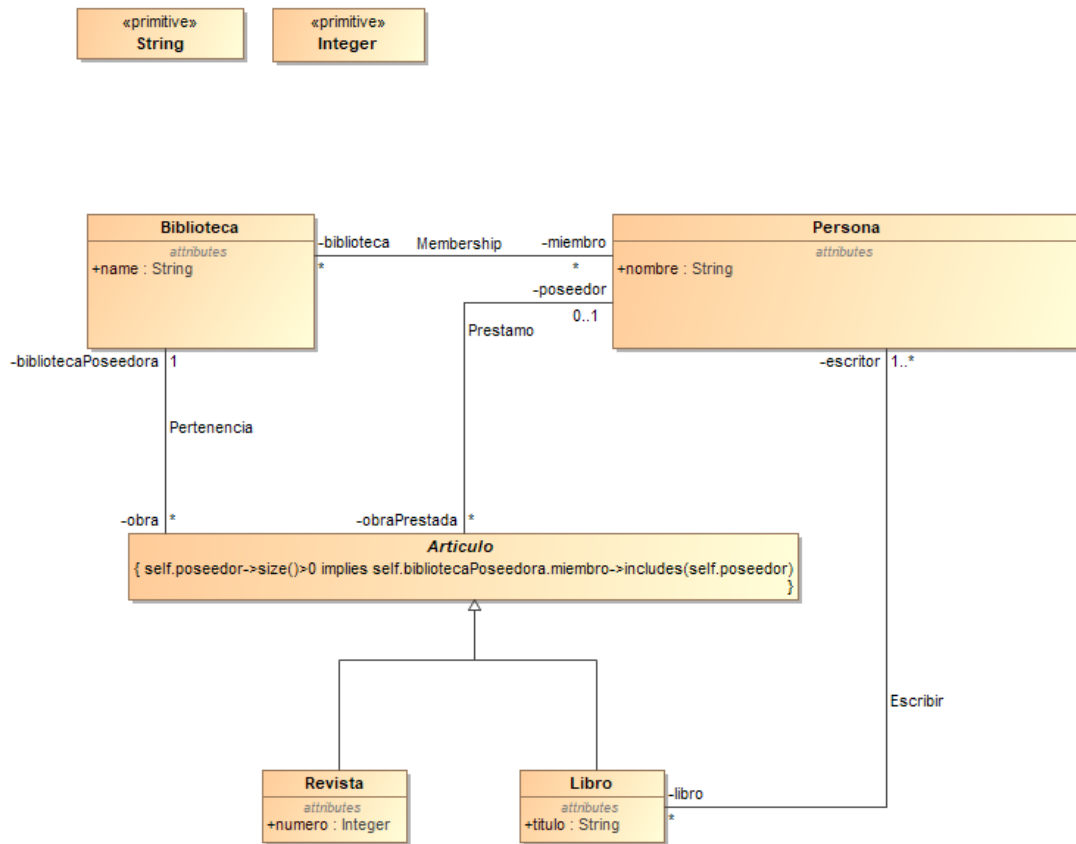 «primitive»
String
«primitive»
Integer
Biblioteca
attributes
+name : String
-biblioteca
*
Membership
-miembro
*
Persona
attributes
+nombre : String
-poseedor
0..1
Prestamo
-bibliotecaPoseedora
1
-escritor
1..*
Pertenencia
-obra
*
-obraPrestada
*
Articulo
{ self.poseedor->size()>0 implies self.bibliotecaPoseedora.miembro->includes(self.poseedor)
}
Escribir
Revista
attributes
+numero : Integer
Libro
attributes
+titulo : String
-libro
*